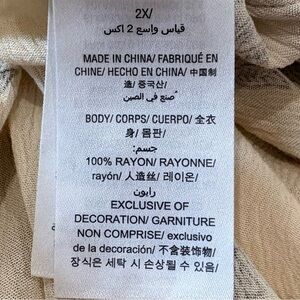 2X/
قياس واسع 2 اكس
MADE IN CHINA/ FABRIQUÉ EN
CHINE/ HECHO EN CHINA/ 中国制
造/ 중국산/
صنع في الصين
BODY/ CORPS/ CUERPO/ 全衣
身/ 몸판/
جسم:
100% RAYON/ RAYONNE/
rayón/ 人造丝/ 레이온/
رايون
EXCLUSIVE OF
DECORATION/ GARNITURE
NON COMPRISE/ exclusivo
de la decoración/ 不含装饰物/
장식은 세탁 시 손상될 수 있음/